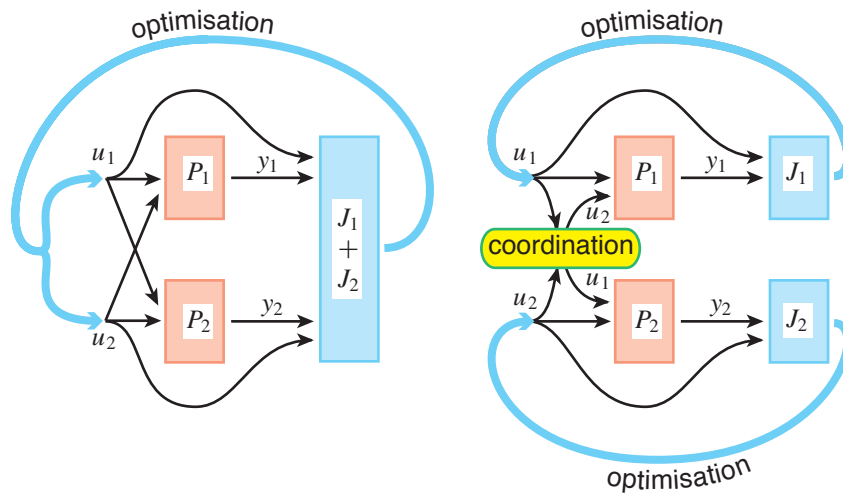 optimisation
u1
P1
y1
J1
+
J2
P2
y2
u2
optimisation
u1
P1
y1
J1
u2
coordination
u1
u2
P2
y2
J2
optimisation